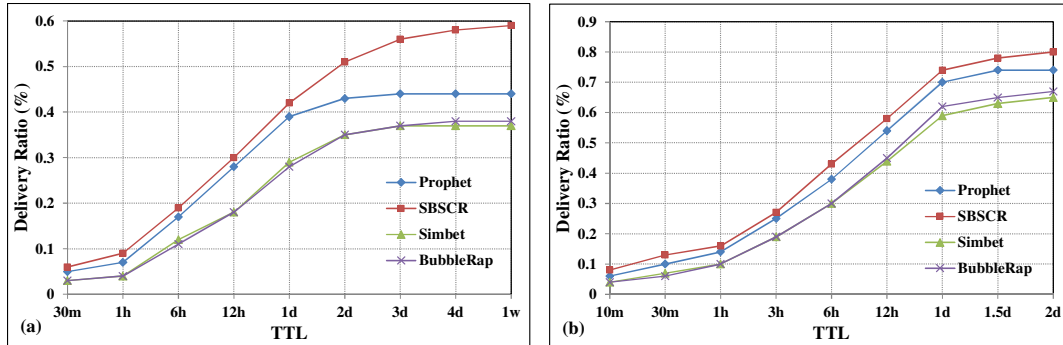 0.6
0.5
0.4
0.3
0.2
0.1
0
Delivery Ratio (%)
Prophet
SBSCR
Simbet
BubbleRap
30m 1h 6h 12h 1d 2d 3d 4d 1w
(a)
TTL
0.9
0.8
0.7
0.6
0.5
0.4
0.3
0.2
0.1
0
Delivery Ratio (%)
Prophet
SBSCR
Simbet
BubbleRap
10m 30m 1h 3h 6h 12h 1d 1.5d 2d
(b)
TTL